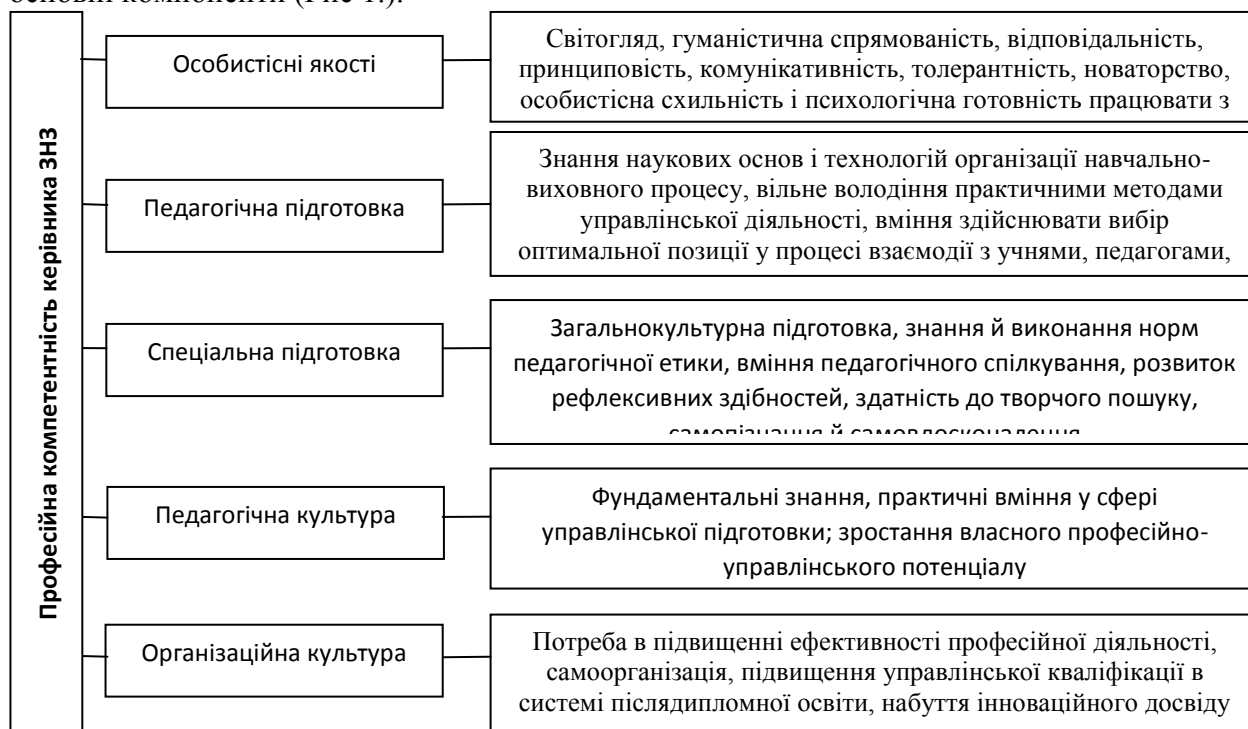 основні компоненти (Рис 1.).
Професійна компетентність керівника ЗНЗ
Особистісні якості
Світогляд, гуманістична спрямованість, відповідальність,
принциповість, комунікативність, толерантність, новаторство,
особистісна схильність і психологічна готовність працювати з
Педагогічна підготовка
Знання наукових основ і технологій організації навчально-
виховного процесу, вільне володіння практичними методами
управлінської діяльності, вміння здійснювати вибір
оптимальної позиції у процесі взаємодії з учнями, педагогами,
Спеціальна підготовка
Загальнокультурна підготовка, знання й виконання норм
педагогічної етики, вміння педагогічного спілкування, розвиток
рефлексивних здібностей, здатність до творчого пошуку,
самопізнання й самовдосконалення
Педагогічна культура
Фундаментальні знання, практичні вміння у сфері
управлінської підготовки; зростання власного професійно-
управлінського потенціалу
Організаційна культура
Потреба в підвищенні ефективності професійної діяльності,
самоорганізація, підвищення управлінської кваліфікації в
системі післядипломної освіти, набуття інноваційного досвіду